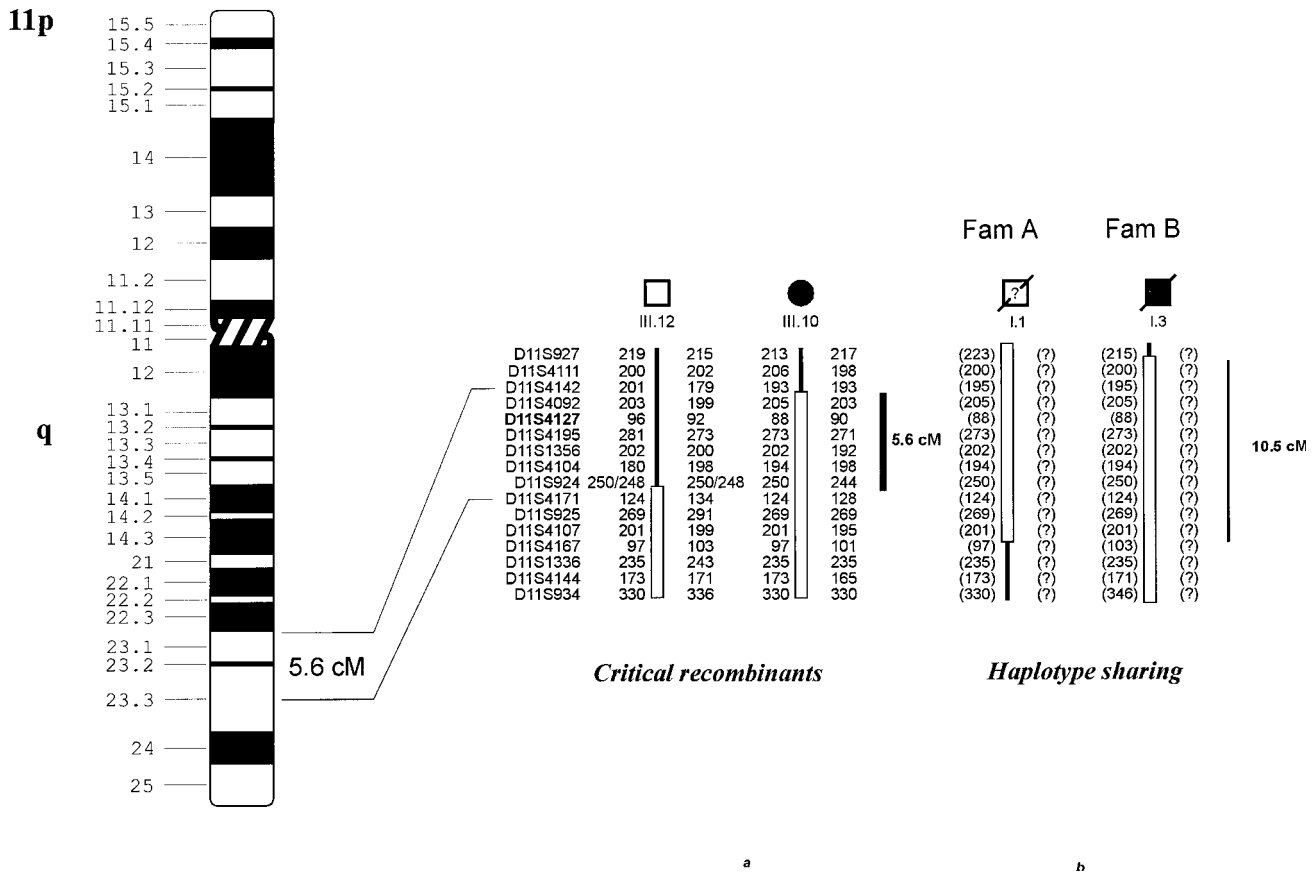 11p
15.5
15.4
15.3
15.2
15.1
14
13
12
11.2
11.12
11.11
11
12
q
13.1
13.2
13.3
13.4
13.5
14.1
14.2
14.3
21
22.1
22.2
22.3
23.1
23.2
23.3
24
25
5.6 cM
Fam A Fam B
?
III.12 III.10 I.1 I.3
D11S927 219 215 213 217 (223) (?) (215) (?)
D11S4111 200 202 206 198 (200) (?) (200) (?)
D11S4142 201 179 193 193 (195) (?) (195) (?)
D11S4092 203 199 205 203 (205) (?) (205) (?)
D11S4127 96 92 88 90 (88) (?) (88) (?)
D11S4195 281 273 273 271 (273) (?) (273) (?)
D11S1356 202 200 202 192 (202) (?) (202) (?)
D11S4104 180 198 194 198 (194) (?) (194) (?)
D11S924 250/248 250/248 250 244 (250) (?) (250) (?)
D11S4171 124 134 124 128 (124) (?) (124) (?)
D11S925 269 291 269 269 (269) (?) (269) (?)
D11S4107 201 199 201 195 (201) (?) (201) (?)
D11S4167 97 103 97 101 (97) (?) (103) (?)
D11S1336 235 243 235 235 (235) (?) (235) (?)
D11S4144 173 171 173 165 (173) (?) (171) (?)
D11S934 330 336 330 330 (330) (?) (346) (?)
5.6 cM
10.5 cM
Critical recombinants
Haplotype sharing
a
b